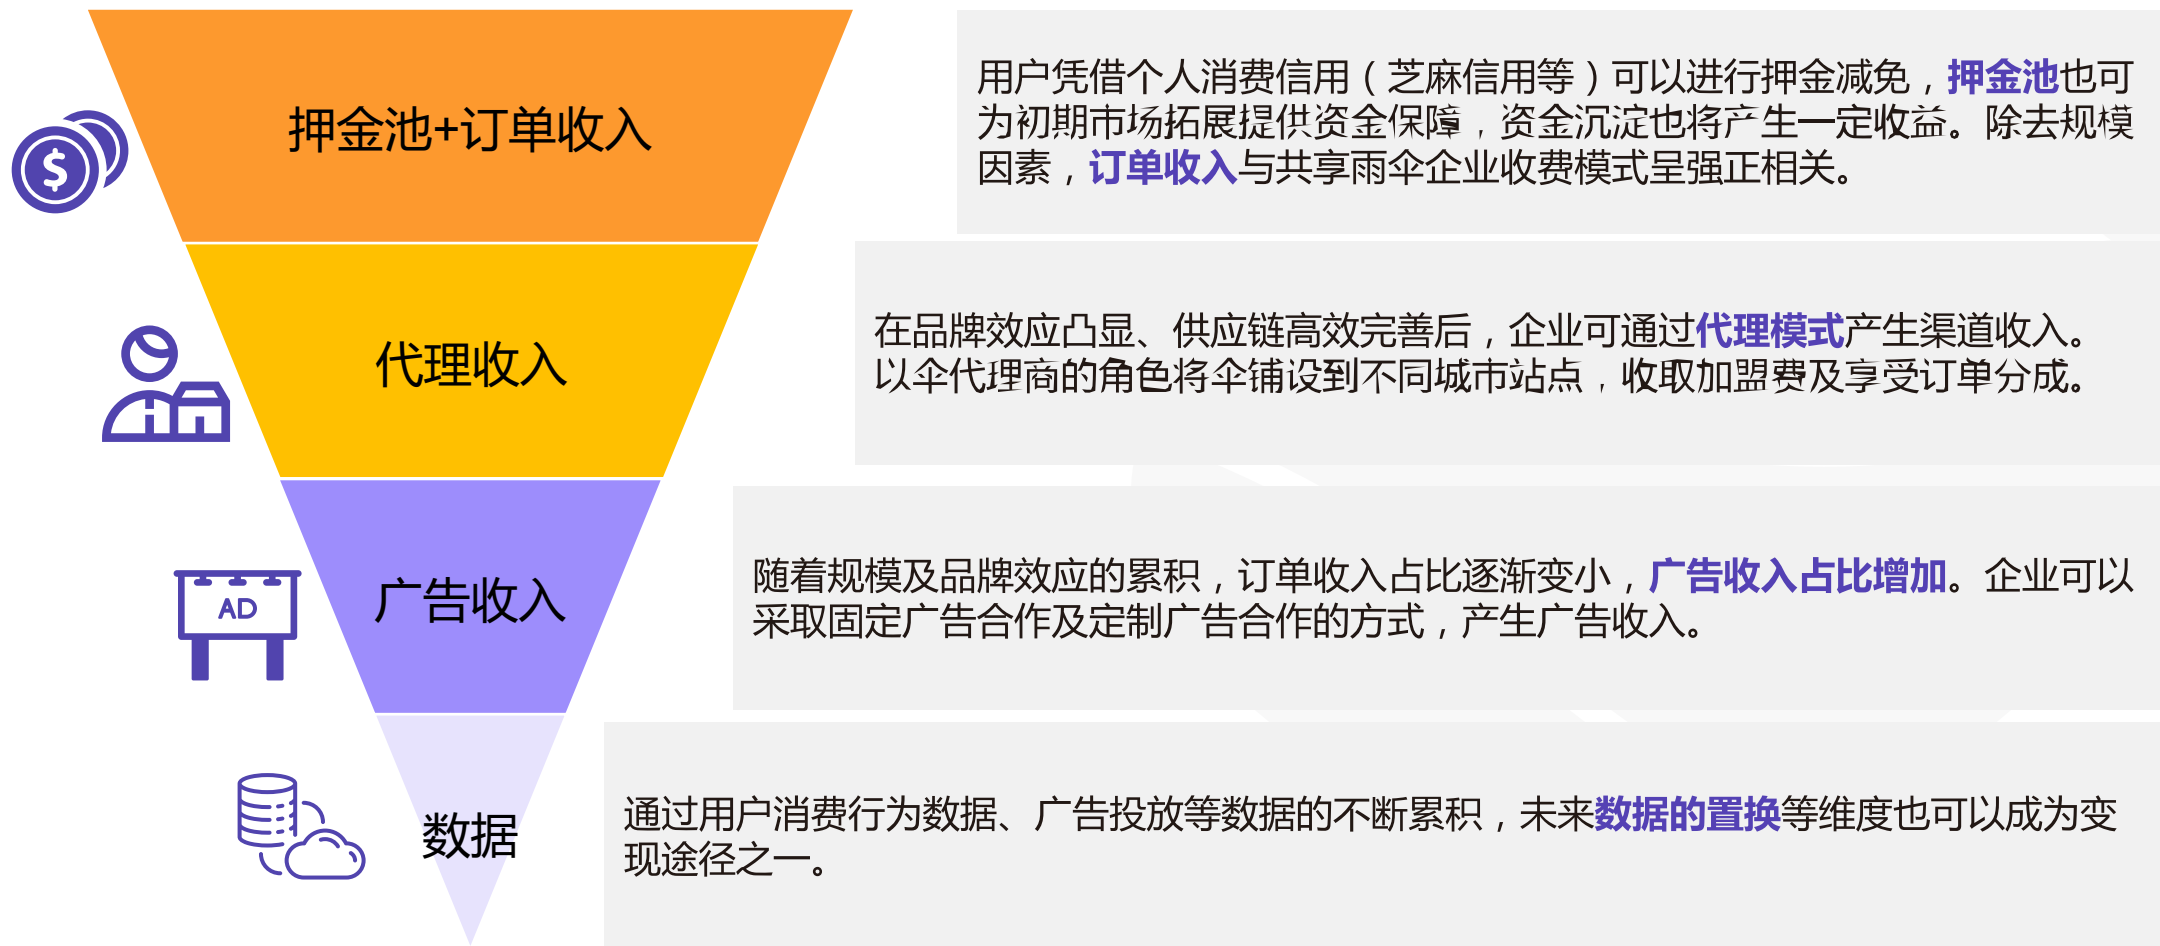 押金池+订单收入
用户凭借个人消费信用（芝麻信用等）可以进行押金减免，押金池也可
为初期市场拓展提供资金保障，资金沉淀也将产生一定收益。除去规模
因素，订单收入与共享雨伞企业收费模式呈强正相关。
代理收入
在品牌效应凸显、供应链高效完善后，企业可通过代理模式产生渠道收入。
以伞代理商的角色将伞铺设到不同城市站点，收取加盟费及享受订单分成。
AD
广告收入
随着规模及品牌效应的累积，订单收入占比逐渐变小，广告收入占比增加。企业可以
采取固定广告合作及定制广告合作的方式，产生广告收入。
数据
通过用户消费行为数据、广告投放等数据的不断累积，未来数据的置换等维度也可以成为变
现途径之一。